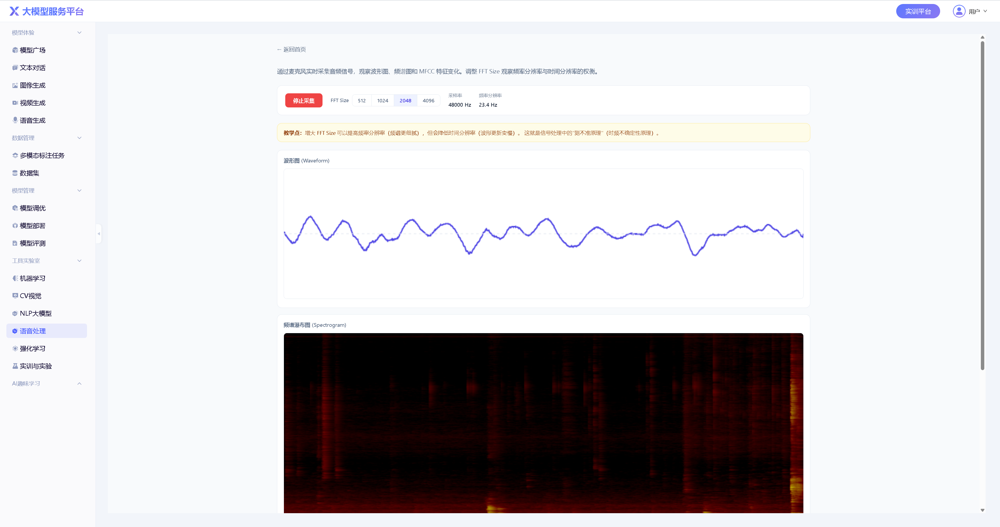 大模型服务平台
实训平台
用户
模型体验
模型广场
文本对话
图像生成
视频生成
语音生成
数据管理
多模态标注任务
数据集
模型管理
模型调优
模型部署
模型评测
工具实验室
机器学习
CV视觉
NLP大模型
语音处理
强化学习
实训与实验
AI趣味学习
← 返回首页
通过麦克风实时采集音频信号，观察波形图、频谱图和 MFCC 特征变化。调整 FFT Size 观察频率分辨率与时间分辨率的权衡。
停止采集
FFT Size
512
1024
2048
4096
采样率
48000 Hz
频率分辨率
23.4 Hz
教学点：增大 FFT Size 可以提高频率分辨率（频谱更细腻），但会降低时间分辨率（波形更新变慢）。 这就是信号处理中的"测不准原理"（时频不确定性原理）。
波形图 (Waveform)
频谱瀑布图 (Spectrogram)